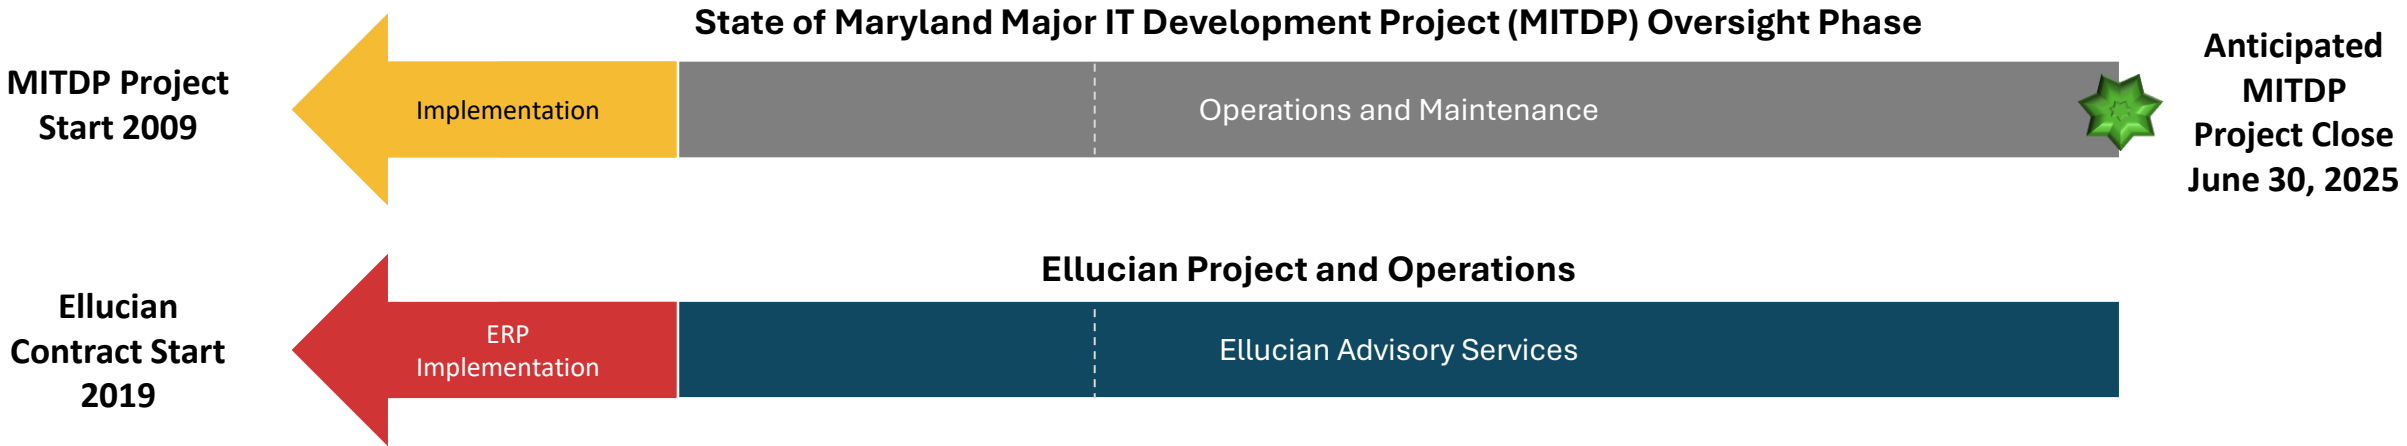 State of Maryland Major IT Development Project (MITDP) Oversight Phase
MITDP Project
Start 2009
Implementation
Operations and Maintenance
Anticipated
MITDP
Project Close
June 30, 2025
Ellucian Project and Operations
Ellucian
Contract Start
2019
ERP
Implementation
Ellucian Advisory Services